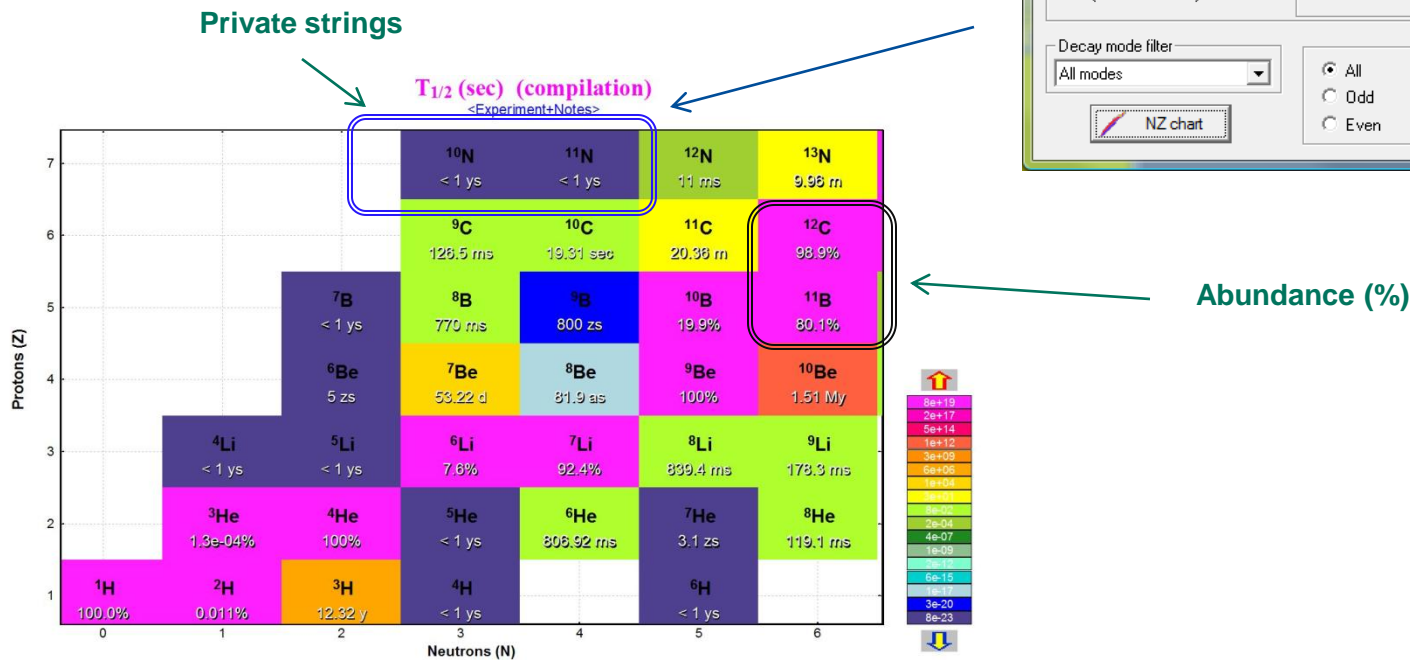 Private strings
Decay mode filter
All modes
All
Odd
Even
NZ chart
T1/2 (sec) (compilation)
<Experiment+Notes>
7
10N
11N
12N
13N
< 1 ys
< 1 ys
11 ms
9.96 m
6
9C
10C
11C
12C
126.5 ms
19.31 sec
20.36 m
98.9%
Abundance (%)
5
7B
8B
9B
10B
11B
< 1 ys
770 ms
800 zs
19.9%
80.1%
Protons (Z)
4
6Be
7Be
8Be
9Be
10Be
5 zs
53.22 d
81.9 as
100%
1.51 My
3
4Li
5Li
6Li
7Li
8Li
9Li
< 1 ys
< 1 ys
7.6%
92.4%
839.4 ms
178.3 ms
2
3He
4He
5He
6He
7He
8He
1.3e-04%
100%
< 1 ys
806.92 ms
3.1 zs
119.1 ms
1
1H
2H
3H
4H
6H
100.0%
0.011%
12.32 y
< 1 ys
< 1 ys
0
1
2
3
4
5
6
Neutrons (N)
8e+19
2e+17
5e+14
1e+12
3e+09
6e+06
1e+04
8e-02
2e-04
4e-07
1e-09
2e-12
6e-15
1e-17
3e-20
8e-23